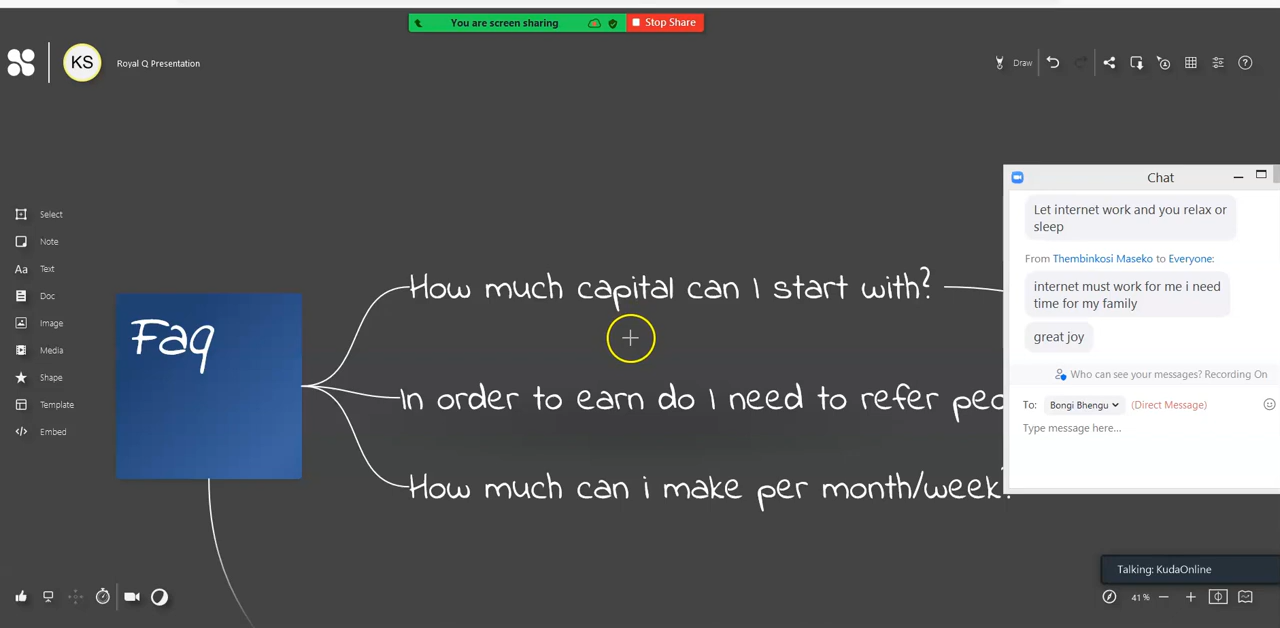 You are screen sharing
Stop Share
KS
Royal Q Presentation
Draw
Chat
Let internet work and you relax or
sleep
From Thembinkosi Maseko to Everyone:
internet must work for me i need
time for my family
great joy
Who can see your messages? Recording On
To: Bongi Bhengu (Direct Message)
Type message here...
Select
Note
Aa Text
Doc
Image
Media
Shape
Template
Embed
Faq
How much capital can I start with?
In order to earn do I need to refer
How much can i make per month/week?
Talking: KudaOnline
41%